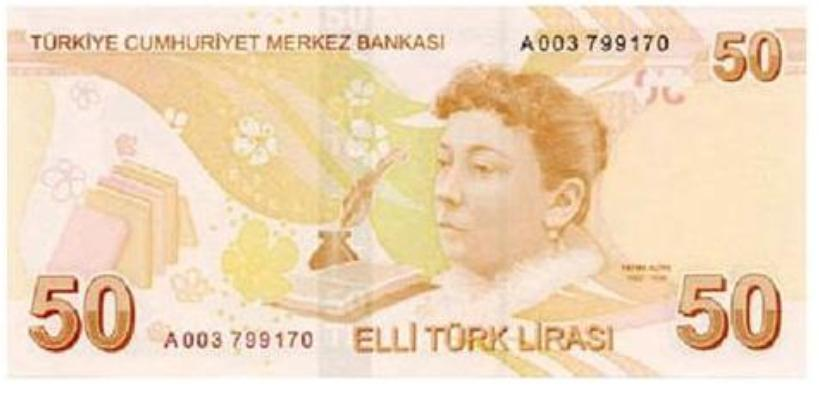 TÜRKİYE CUMHURİYET MERKEZ BANKASI
A003 799170
50
50
A003 799170
ELLİ TÜRK LİRASI
50